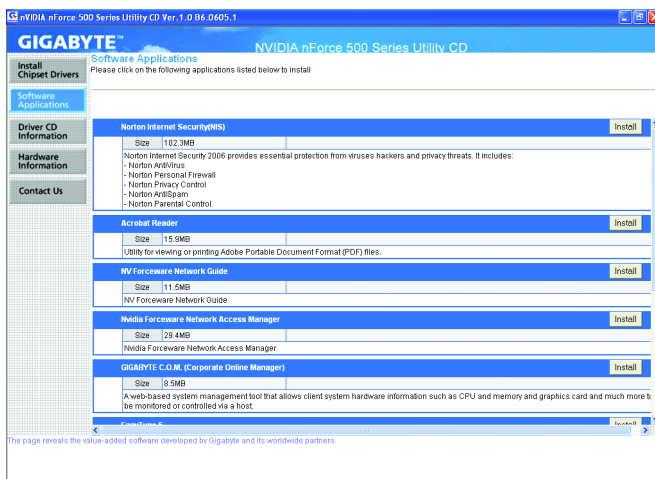 nVIDIA nForce 500 Series Utility CD Ver.1.0 B6.0605.1
GIGABYTE™
NVIDIA nForce 500 Series Utility CD
Install
Chipset Drivers
Software
Applications
Driver CD
Information
Hardware
Information
Contact Us
Software Applications
Please click on the following applications listed below to install
Norton Internet Security(NIS) Install
Size 102.3MB
Norton Internet Security 2006 provides essential protection from viruses hackers and privacy threats. It includes:
- Norton AntiVirus
- Norton Personal Firewall
- Norton Privacy Control
- Norton AntiSpam
- Norton Parental Control.
Acrobat Reader Install
Size 15.9MB
Utility for viewing or printing Adobe Portable Document Format (PDF) files.
NV Forceware Network Guide Install
Size 11.5MB
NV Forceware Network Guide
Nvidia Forceware Network Access Manager Install
Size 29.4MB
Nvidia Forceware Network Access Manager
GIGABYTE C.O.M. (Corporate Online Manager) Install
Size 8.5MB
A web-based system management tool that allows client system hardware information such as CPU and memory and graphics card and much more to
be monitored or controlled via a host.
EasyTune 5 Install
The page reveals the value-added software developed by Gigabyte and its worldwide partners.